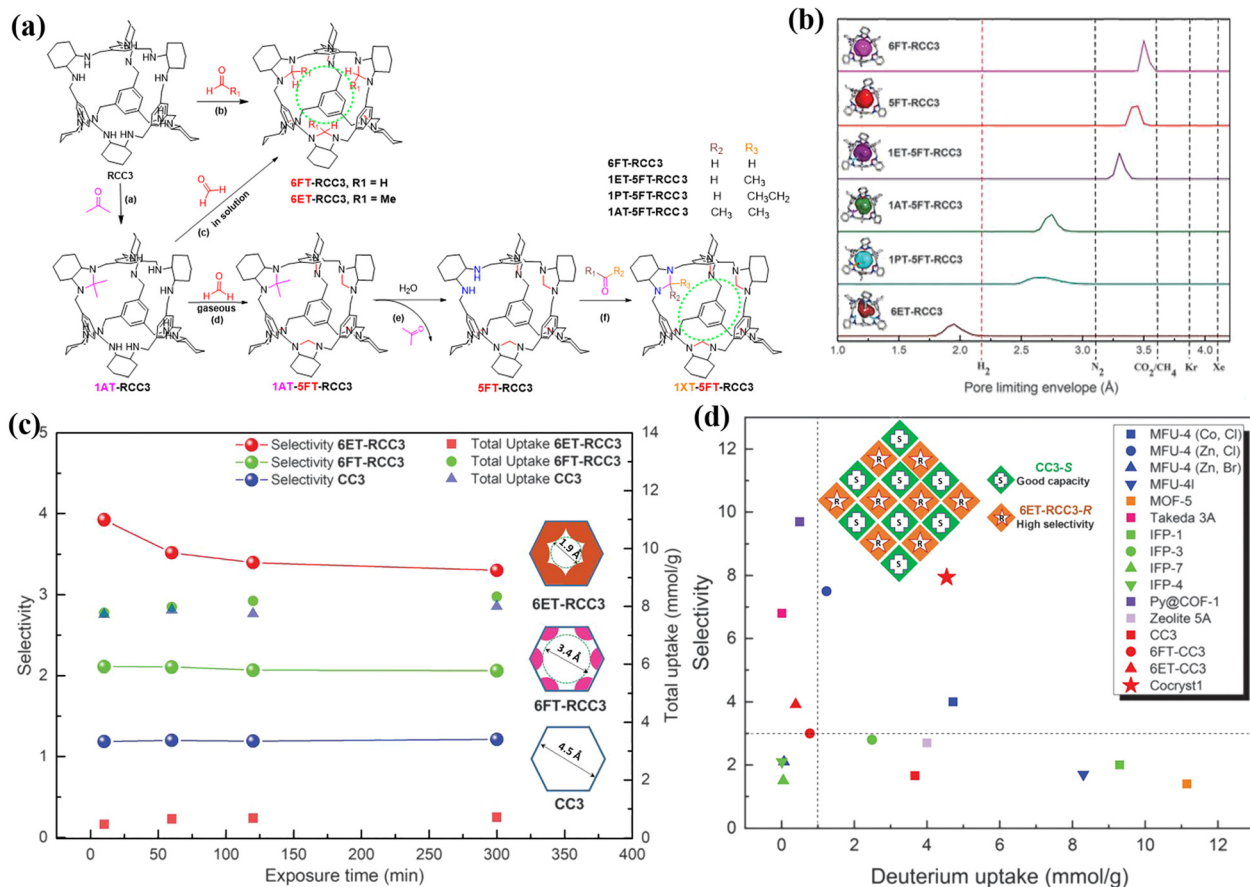 (a)
RCC3
(a)
(b)
(c) in solution
6FT-RCC3, R1 = H
6ET-RCC3, R1 = Me
R2 R3
6FT-RCC3 H H
1ET-5FT-RCC3 H CH3
1PT-5FT-RCC3 H CH3CH2
1AT-5FT-RCC3 CH3 CH3
gaseous
(d)
H2O
(e)
(f)
1AT-RCC3
1AT-5FT-RCC3
5FT-RCC3
1XT-5FT-RCC3
(b)
6FT-RCC3
5FT-RCC3
1ET-5FT-RCC3
1AT-5FT-RCC3
1PT-5FT-RCC3
6ET-RCC3
1.0 1.5 2.0 2.5 3.0 3.5 4.0
H2 N2 CO2/CH4 Kr Xe
Pore limiting envelope (Å)
(c)
Selectivity 6ET-RCC3
Selectivity 6FT-RCC3
Selectivity CC3
Total Uptake 6ET-RCC3
Total Uptake 6FT-RCC3
Total Uptake CC3
5
4
3
2
1
0
Selectivity
14
12
10
8
6
4
2
0
Total uptake (mmol/g)
1.9 Å
6ET-RCC3
3.4 Å
6FT-RCC3
4.5 Å
CC3
0 50 100 150 200 250 300 350 400
Exposure time (min)
(d)
12
10
8
6
4
2
0
Selectivity
CC3-S
Good capacity
6ET-RCC3-R
High selectivity
MFU-4 (Co, Cl)
MFU-4 (Zn, Cl)
MFU-4 (Zn, Br)
MFU-4l
MOF-5
Takeda 3A
IFP-1
IFP-3
IFP-7
IFP-4
Py@COF-1
Zeolite 5A
CC3
6FT-CC3
6ET-CC3
Cocryst1
0 2 4 6 8 10 12
Deuterium uptake (mmol/g)